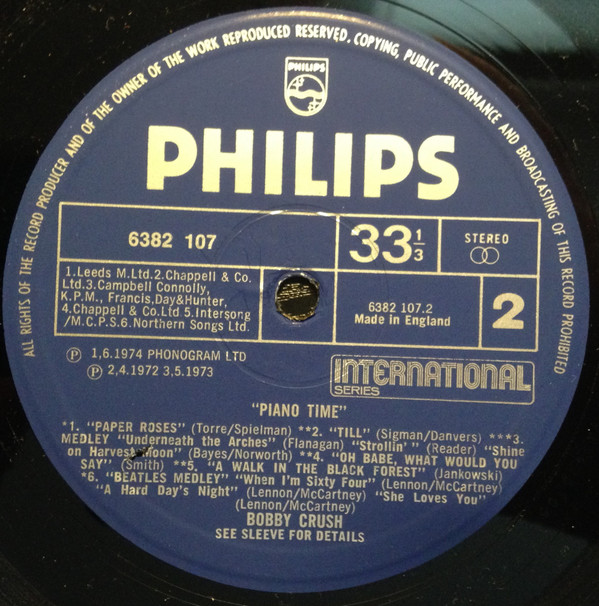 ALL RIGHTS OF THE RECORD PRODUCER AND OF THE OWNER OF THE WORK REPRODUCED RESERVED. COPYING, PUBLIC PERFORMANCE AND BROADCASTING OF THIS RECORD PROHIBITED
PHILIPS
PHILIPS
6382 107
33 1/3
STEREO
1.Leeds M.Ltd.2.Chappell & Co.
Ltd.3.Campbell Connolly,
K.P.M., Francis,Day&Hunter,
4.Chappell & Co.Ltd 5.Intersong
/M.C.P.S.6. Northern Songs Ltd.
6382 107.2
Made in England
2
Ⓟ 1,6.1974 PHONOGRAM LTD
Ⓟ 2,4.1972 3,5.1973
INTERNATIONAL
SERIES
"PIANO TIME"
*1. "PAPER ROSES" (Torre/Spielman) **2. "TILL" (Sigman/Danvers) ***3.
MEDLEY "Underneath the Arches" (Flanagan) "Strollin' " (Reader) "Shine
on Harvest Moon" (Bayes/Norworth) **4. "OH BABE, WHAT WOULD YOU
SAY" (Smith) **5. "A WALK IN THE BLACK FOREST" (Jankowski)
*6. "BEATLES MEDLEY" "When I'm Sixty Four" (Lennon/McCartney)
"A Hard Day's Night" (Lennon/McCartney) "She Loves You"
(Lennon/McCartney)
BOBBY CRUSH
SEE SLEEVE FOR DETAILS